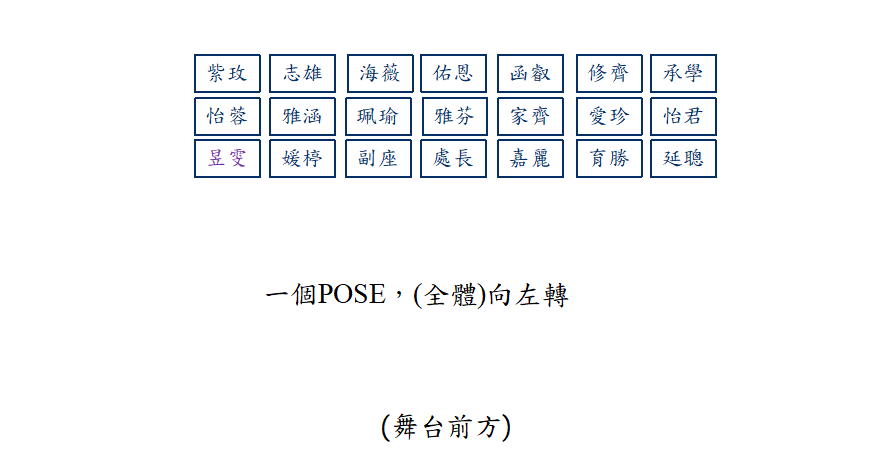 紫玫 志雄 海薇 佑恩 函叡 修齊 承學
怡蓉 雅涵 珮瑜 雅芬 家齊 愛珍 怡君
昱雯 媛楟 副座 處長 嘉麗 育勝 延聰
一個POSE，(全體)向左轉
(舞台前方)